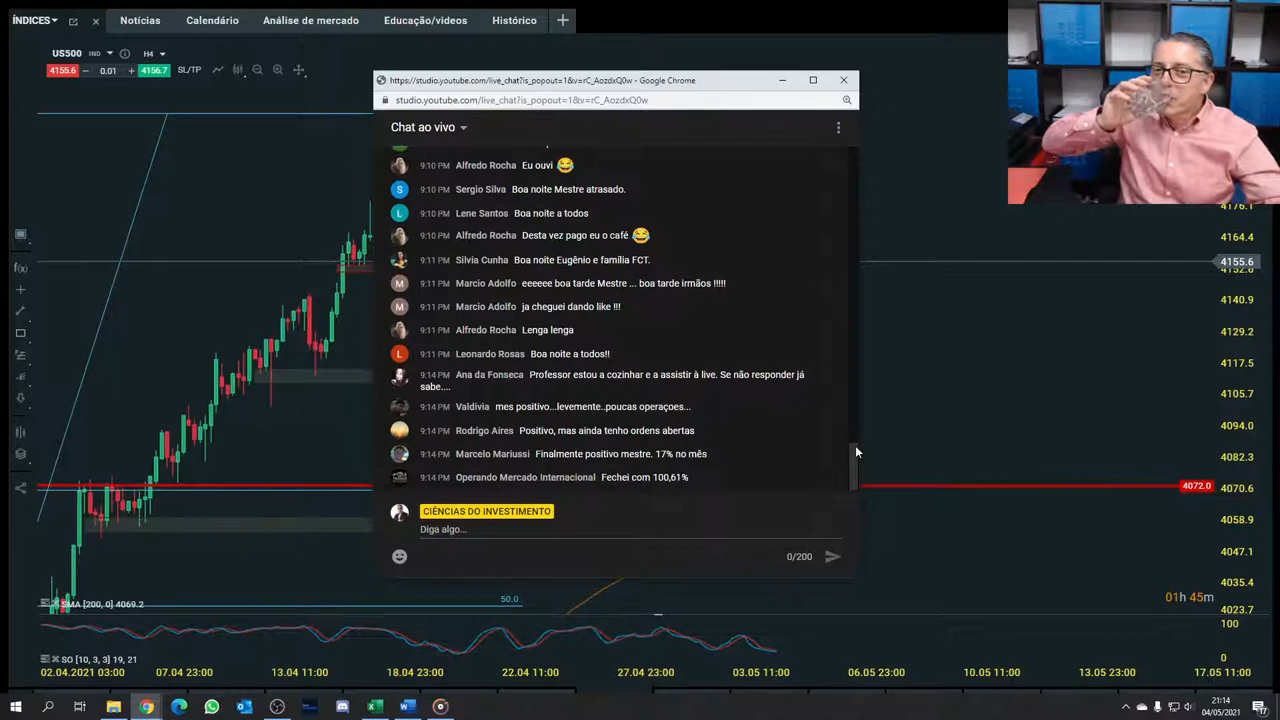 ÍNDICES Notícias Calendário Análise de mercado Educação/videos Histórico
US500 IND H4
4155.6 0.01 4156.7 SL/TP
https://studio.youtube.com/live_chat?is_popout=1&v=rC_AozdxQ0w - Google Chrome
studio.youtube.com/live_chat?is_popout=1&v=rC_AozdxQ0w
Chat ao vivo
9:10 PM Alfredo Rocha Eu ouvi 😂
S 9:10 PM Sergio Silva Boa noite Mestre atrasado.
L 9:10 PM Lene Santos Boa noite a todos
9:10 PM Alfredo Rocha Desta vez pago eu o café 😂
9:11 PM Silvia Cunha Boa noite Eugênio e família FCT.
M 9:11 PM Marcio Adolfo eeeeee boa tarde Mestre ... boa tarde irmãos !!!!!
M 9:11 PM Marcio Adolfo ja cheguei dando like !!!
9:11 PM Alfredo Rocha Lenga lenga
L 9:11 PM Leonardo Rosas Boa noite a todos!!
9:14 PM Ana da Fonseca Professor estou a cozinhar e a assistir à live. Se não responder já
sabe....
9:14 PM Valdivia mes positivo...levemente..poucas operaçoes...
9:14 PM Rodrigo Aires Positivo, mas ainda tenho ordens abertas
9:14 PM Marcelo Mariussi Finalmente positivo mestre. 17% no mês
9:14 PM Operando Mercado Internacional Fechei com 100,61%
CIÊNCIAS DO INVESTIMENTO
Diga algo...
0/200
4176.1
4164.4
4155.6
4152.6
4140.9
4129.2
4117.5
4105.7
4094.0
4082.3
4072.0
4070.6
4058.9
4047.1
4035.4
4023.7
01h 45m
50.0
SMA [200, 0] 4069.2
100
SO [10, 3, 3] 19, 21
0
02.04.2021 03:00 07.04 23:00 13.04 11:00 18.04 23:00 22.04 11:00 27.04 23:00 03.05 11:00 06.05 23:00 10.05 11:00 13.05 23:00 17.05 11:00
21:14
04/05/2021
17